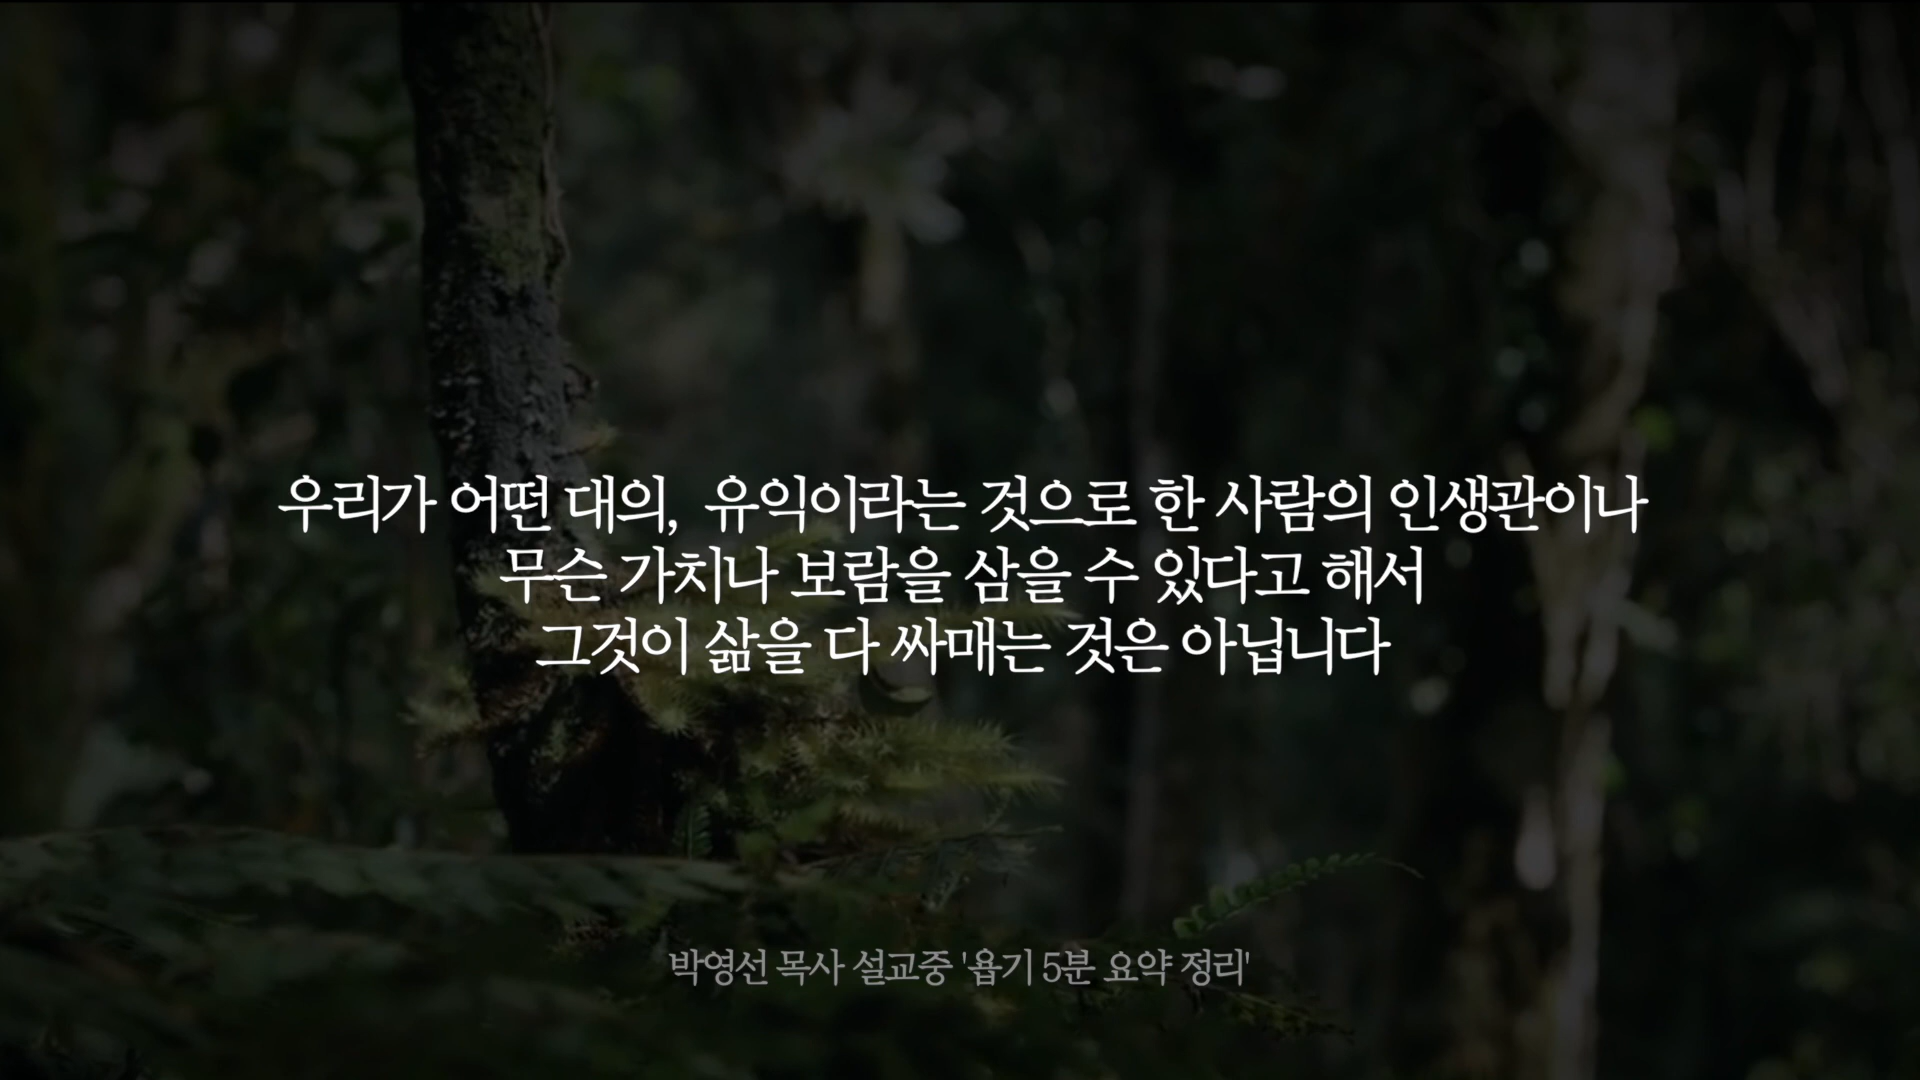 우리가 어떤 대의, 유익이라는 것으로 한 사람의 인생관이나
무슨 가치나 보람을 삼을 수 있다고 해서
그것이 삶을 다 싸매는 것은 아닙니다
박영선 목사 설교중 '욥기 5분 요약 정리'